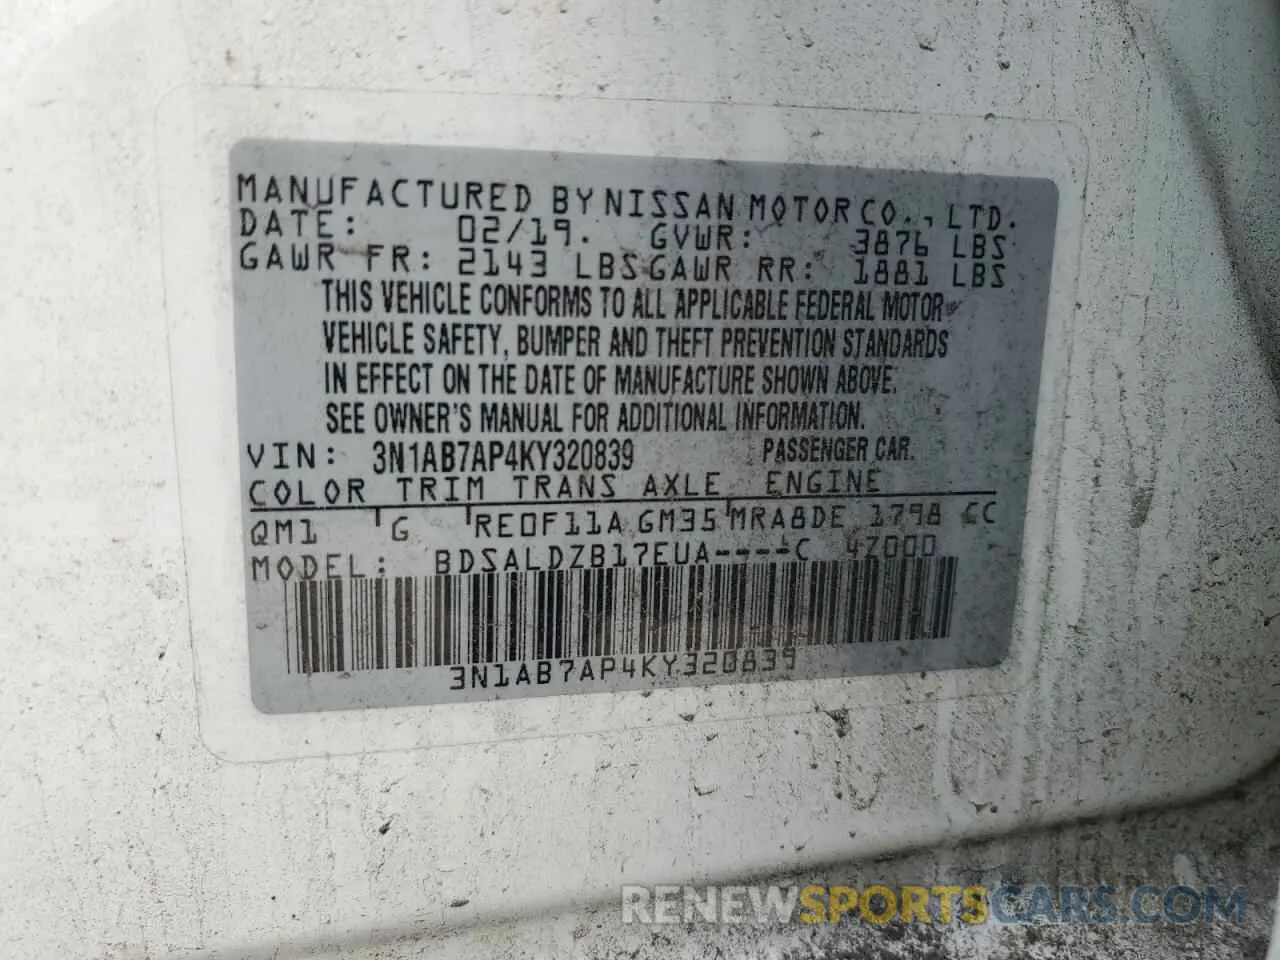 MANUFACTURED BY NISSAN MOTOR CO., LTD.
DATE: 02/19. GVWR: 3876 LBS
GAWR FR: 2143 LBS GAWR RR: 1881 LBS
THIS VEHICLE CONFORMS TO ALL APPLICABLE FEDERAL MOTOR
VEHICLE SAFETY, BUMPER AND THEFT PREVENTION STANDARDS
IN EFFECT ON THE DATE OF MANUFACTURE SHOWN ABOVE.
SEE OWNER'S MANUAL FOR ADDITIONAL INFORMATION.
VIN: 3N1AB7AP4KY320839 PASSENGER CAR.
COLOR TRIM TRANS AXLE ENGINE
QM1 G RE0F11A GM35 MRA8DE 1798 CC
MODEL: BDSALDZB17EUA----C 47000
3N1AB7AP4KY320839
RENEWSPORTSCARS.COM